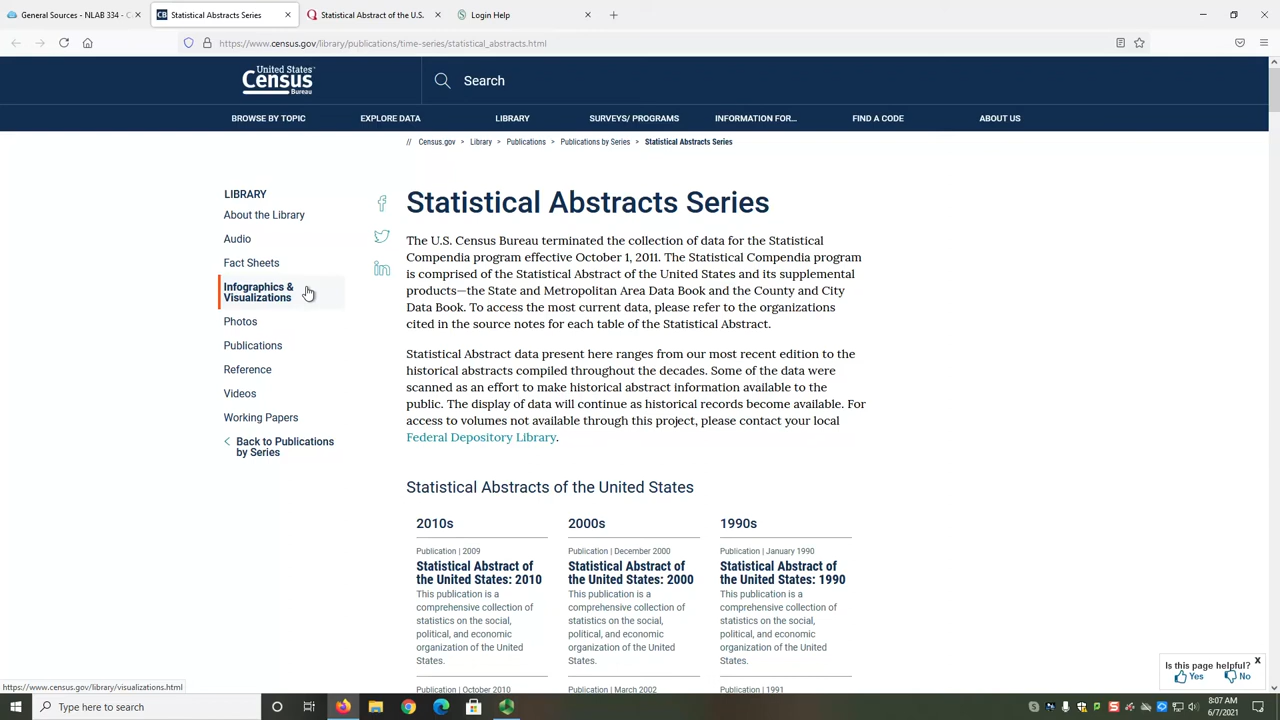 General Sources - NLAB 334 - C
Statistical Abstracts Series
Statistical Abstract of the U.S.
Login Help
https://www.census.gov/library/publications/time-series/statistical_abstracts.html
United States
Census
Bureau
Search
BROWSE BY TOPIC
EXPLORE DATA
LIBRARY
SURVEYS/ PROGRAMS
INFORMATION FOR...
FIND A CODE
ABOUT US
// Census.gov > Library > Publications > Publications by Series > Statistical Abstracts Series
LIBRARY
About the Library
Audio
Fact Sheets
Infographics &
Visualizations
Photos
Publications
Reference
Videos
Working Papers
Back to Publications
by Series
Statistical Abstracts Series
The U.S. Census Bureau terminated the collection of data for the Statistical
Compendia program effective October 1, 2011. The Statistical Compendia program
is comprised of the Statistical Abstract of the United States and its supplemental
products—the State and Metropolitan Area Data Book and the County and City
Data Book. To access the most current data, please refer to the organizations
cited in the source notes for each table of the Statistical Abstract.
Statistical Abstract data present here ranges from our most recent edition to the
historical abstracts compiled throughout the decades. Some of the data were
scanned as an effort to make historical abstract information available to the
public. The display of data will continue as historical records become available. For
access to volumes not available through this project, please contact your local
Federal Depository Library.
Statistical Abstracts of the United States
2010s
Publication | 2009
Statistical Abstract of
the United States: 2010
This publication is a
comprehensive collection of
statistics on the social,
political, and economic
organization of the United
States.
Publication | October 2010
2000s
Publication | December 2000
Statistical Abstract of
the United States: 2000
This publication is a
comprehensive collection of
statistics on the social,
political, and economic
organization of the United
States.
Publication | March 2002
1990s
Publication | January 1990
Statistical Abstract of
the United States: 1990
This publication is a
comprehensive collection of
statistics on the social,
political, and economic
organization of the United
States.
Publication | 1991
Is this page helpful? X
Yes No
https://www.census.gov/library/visualizations.html
Type here to search
8:07 AM
6/7/2021